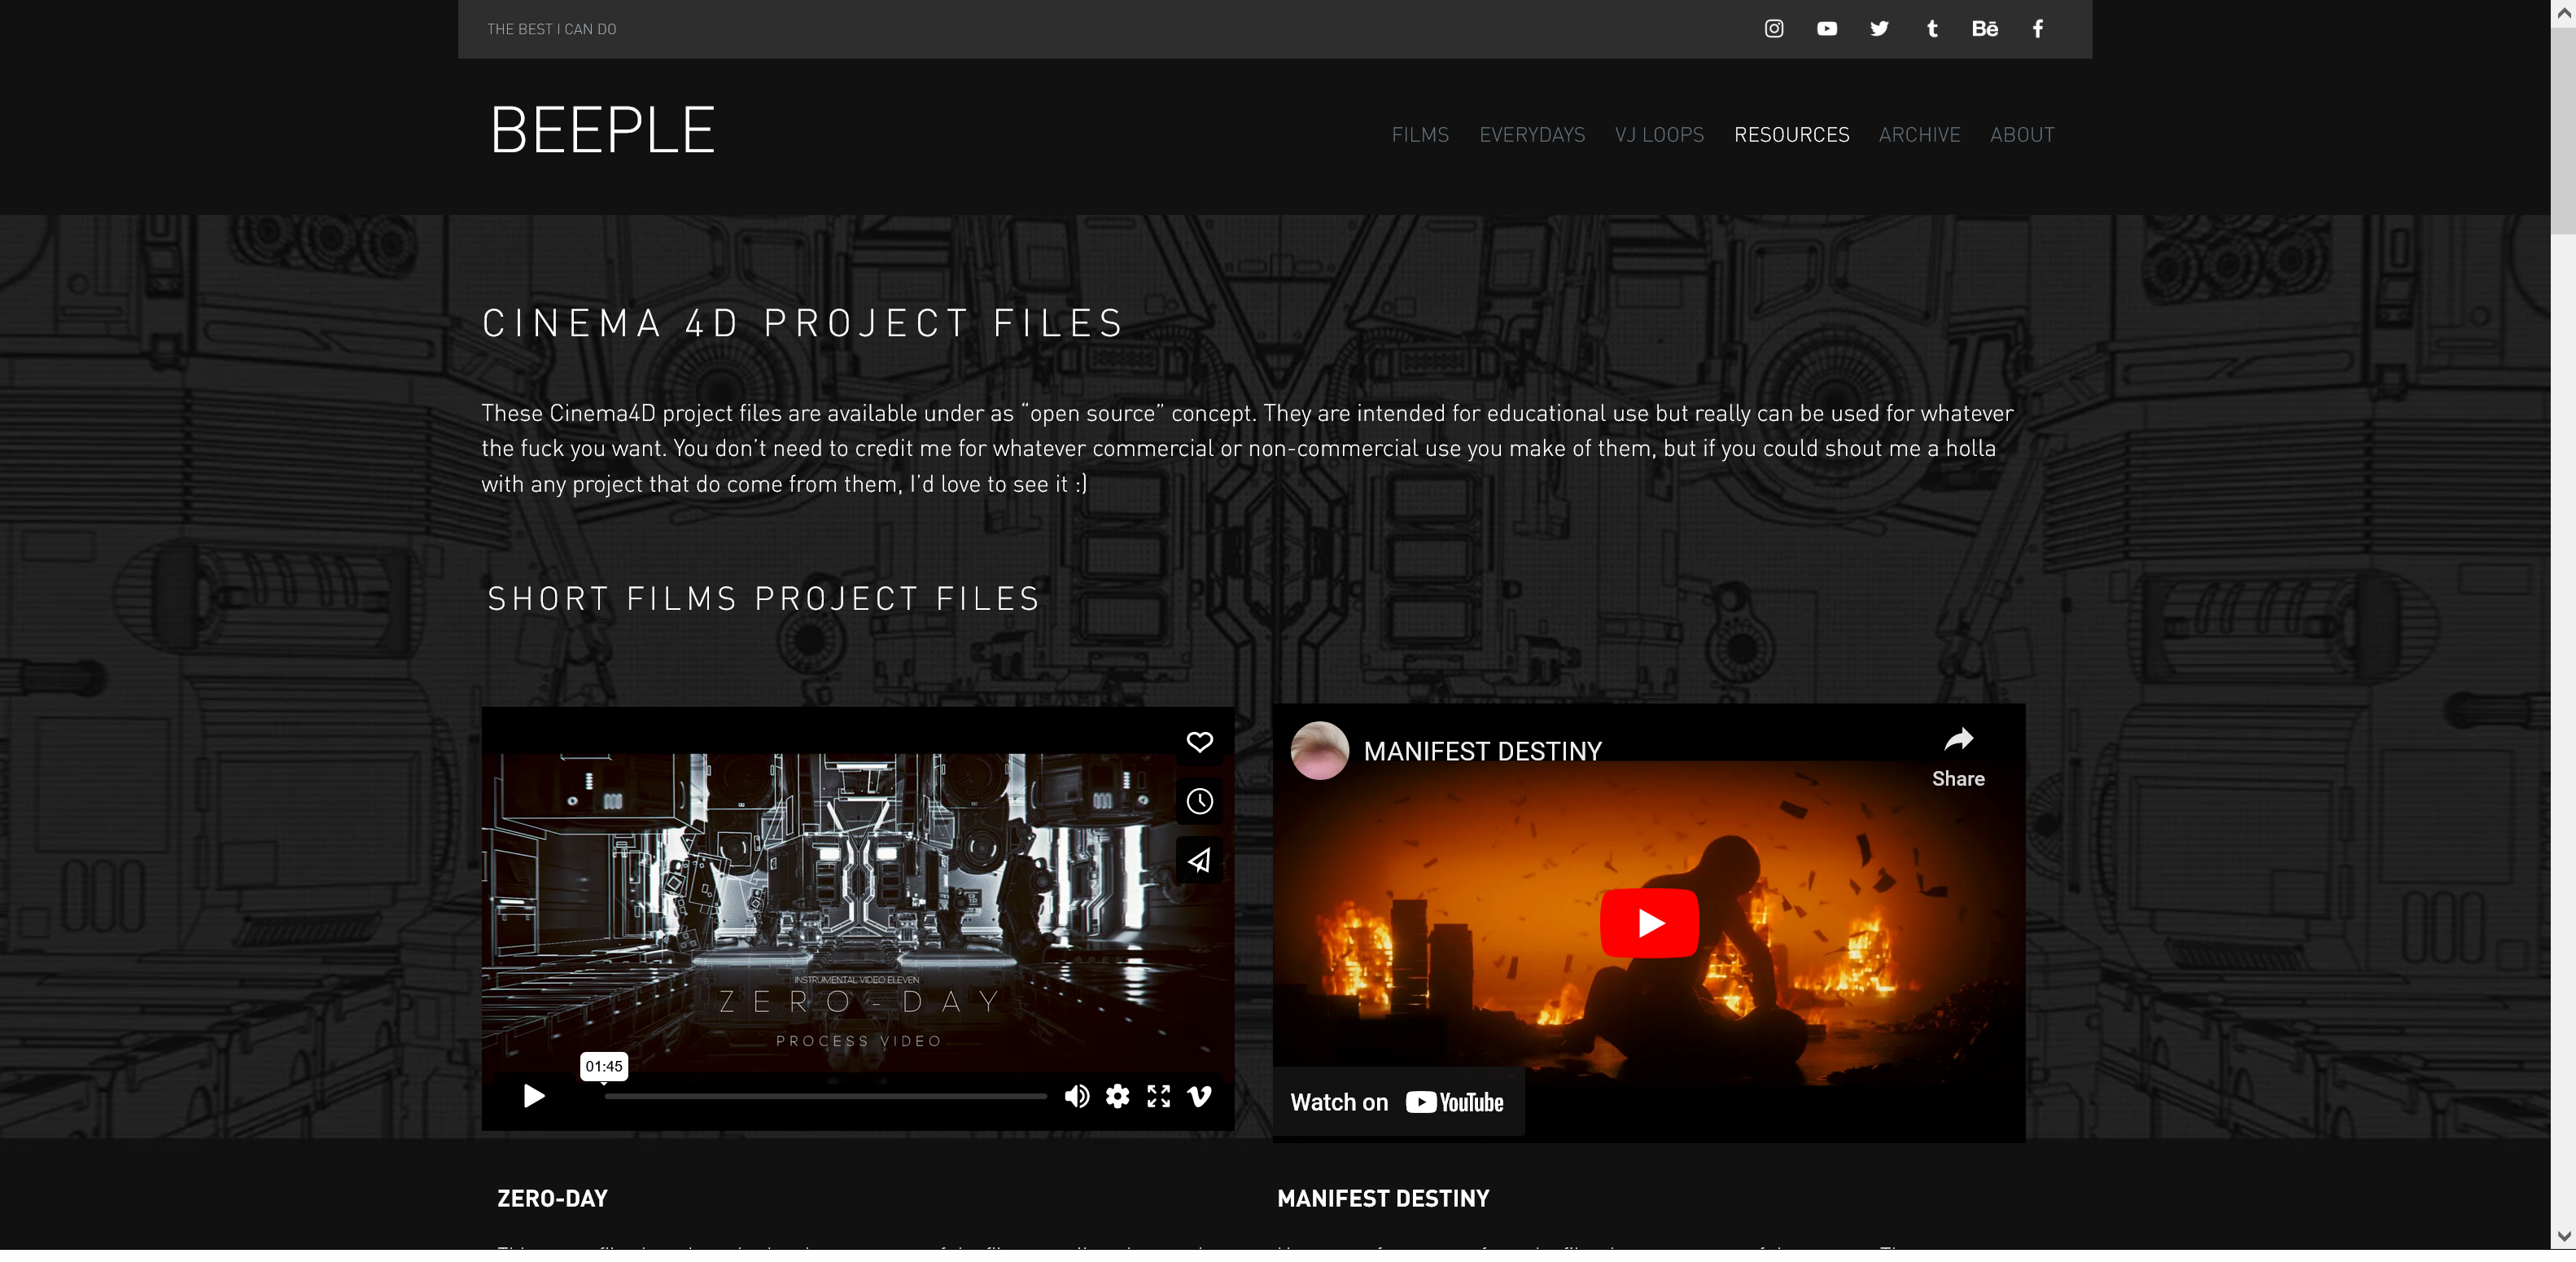 THE BEST I CAN DO
Bē
BEEPLE
FILMS EVERYDAYS VJ LOOPS RESOURCES ARCHIVE ABOUT
CINEMA 4D PROJECT FILES
These Cinema4D project files are available under as “open source” concept. They are intended for educational use but really can be used for whatever
the fuck you want. You don’t need to credit me for whatever commercial or non-commercial use you make of them, but if you could shout me a holla
with any project that do come from them, I’d love to see it :)
SHORT FILMS PROJECT FILES
INSTRUMENTAL VIDEO ELEVEN
ZERO-DAY
PROCESS VIDEO
01:45
MANIFEST DESTINY
Share
Watch on YouTube
ZERO-DAY
MANIFEST DESTINY